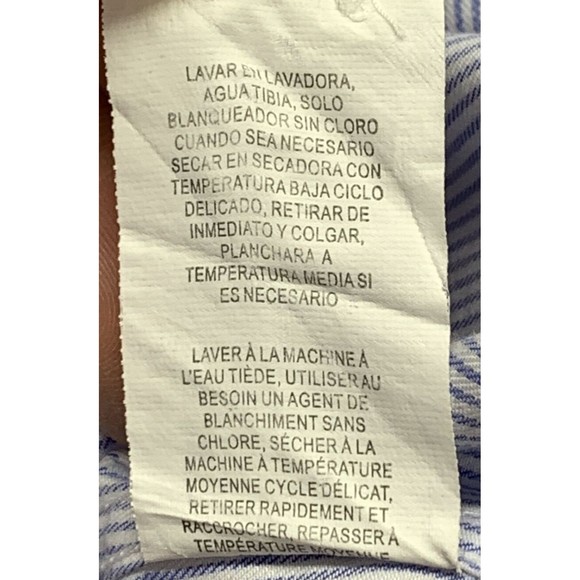 LAVAR EN LAVADORA,
AGUA TIBIA, SOLO
BLANQUEADOR SIN CLORO
CUANDO SEA NECESARIO
SECAR EN SECADORA CON
TEMPERATURA BAJA CICLO
DELICADO, RETIRAR DE
INMEDIATO Y COLGAR,
PLANCHARA A
TEMPERATURA MEDIA SI
ES NECESARIO
LAVER À LA MACHINE À
L'EAU TIÈDE, UTILISER AU
BESOIN UN AGENT DE
BLANCHIMENT SANS
CHLORE, SÉCHER À LA
MACHINE À TEMPÉRATURE
MOYENNE CYCLE DÉLICAT,
RETIRER RAPIDEMENT ET
RACCROCHER, REPASSER À
TEMPÉRATURE MOYENNE